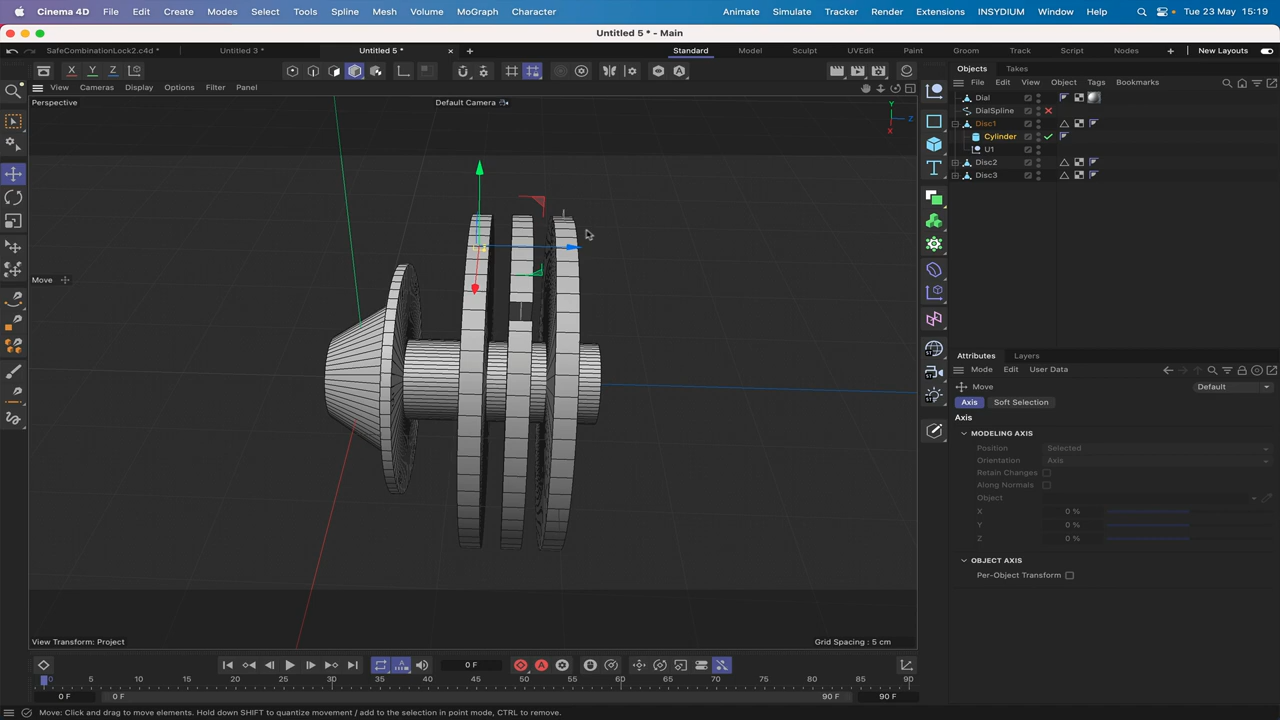 Cinema 4D File Edit Create Modes Select Tools Spline Mesh Volume MoGraph Character Animate Simulate Tracker Render Extensions INSYDIUM Window Help Tue 23 May 15:19
Untitled 5 * - Main
SafeCombinationLock2.c4d * Untitled 3 * Untitled 5 * Standard Model Sculpt UVEdit Paint Groom Track Script Nodes New Layouts
X Y Z
Objects Takes
View Cameras Display Options Filter Panel
File Edit View Object Tags Bookmarks
Perspective
Default Camera
Y
Z
X
Dial
DialSpline
Disc1
Cylinder
U1
Disc2
Disc3
Move
Attributes Layers
Mode Edit User Data
Move
Default
Axis Soft Selection
Axis
MODELING AXIS
Position Selected
Orientation Axis
Retain Changes
Along Normals
Object
X 0 %
Y 0 %
Z 0 %
OBJECT AXIS
Per-Object Transform
View Transform: Project
Grid Spacing : 5 cm
0 F
0 5 10 15 20 25 30 35 40 45 50 55 60 65 70 75 80 85 90
0 F 0 F 90 F 90 F
Move: Click and drag to move elements. Hold down SHIFT to quantize movement / add to the selection in point mode, CTRL to remove.